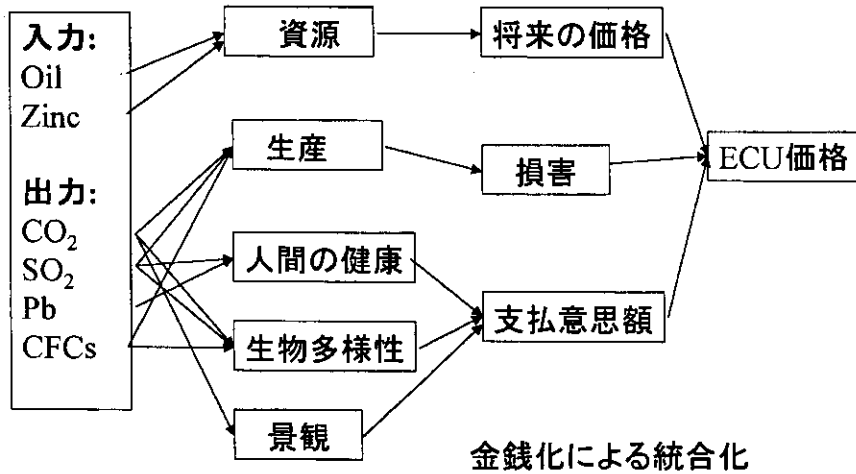 入力:
Oil
Zinc
出力:
CO₂
SO₂
Pb
CFCs
資源
生産
人間の健康
生物多様性
景観
将来の価格
損害
支払意思額
ECU価格
金銭化による統合化